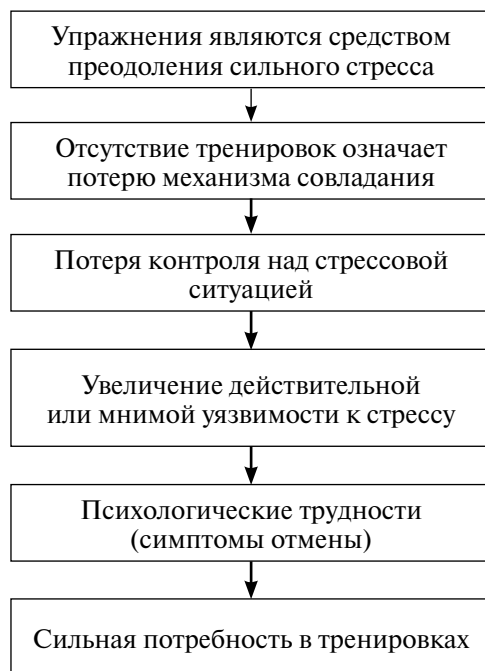 Упражнения являются средством
преодоления сильного стресса
Отсутствие тренировок означает
потерю механизма совладания
Потеря контроля над стрессовой
ситуацией
Увеличение действительной
или мнимой уязвимости к стрессу
Психологические трудности
(симптомы отмены)
Сильная потребность в тренировках